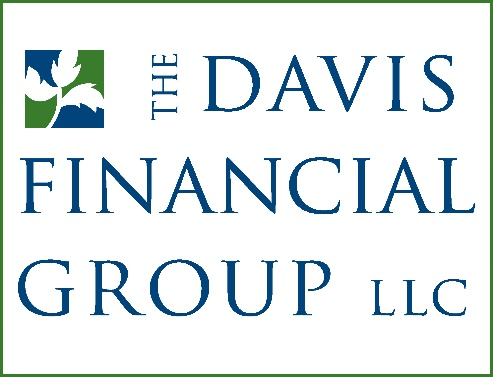 THE DAVIS
FINANCIAL
GROUP LLC